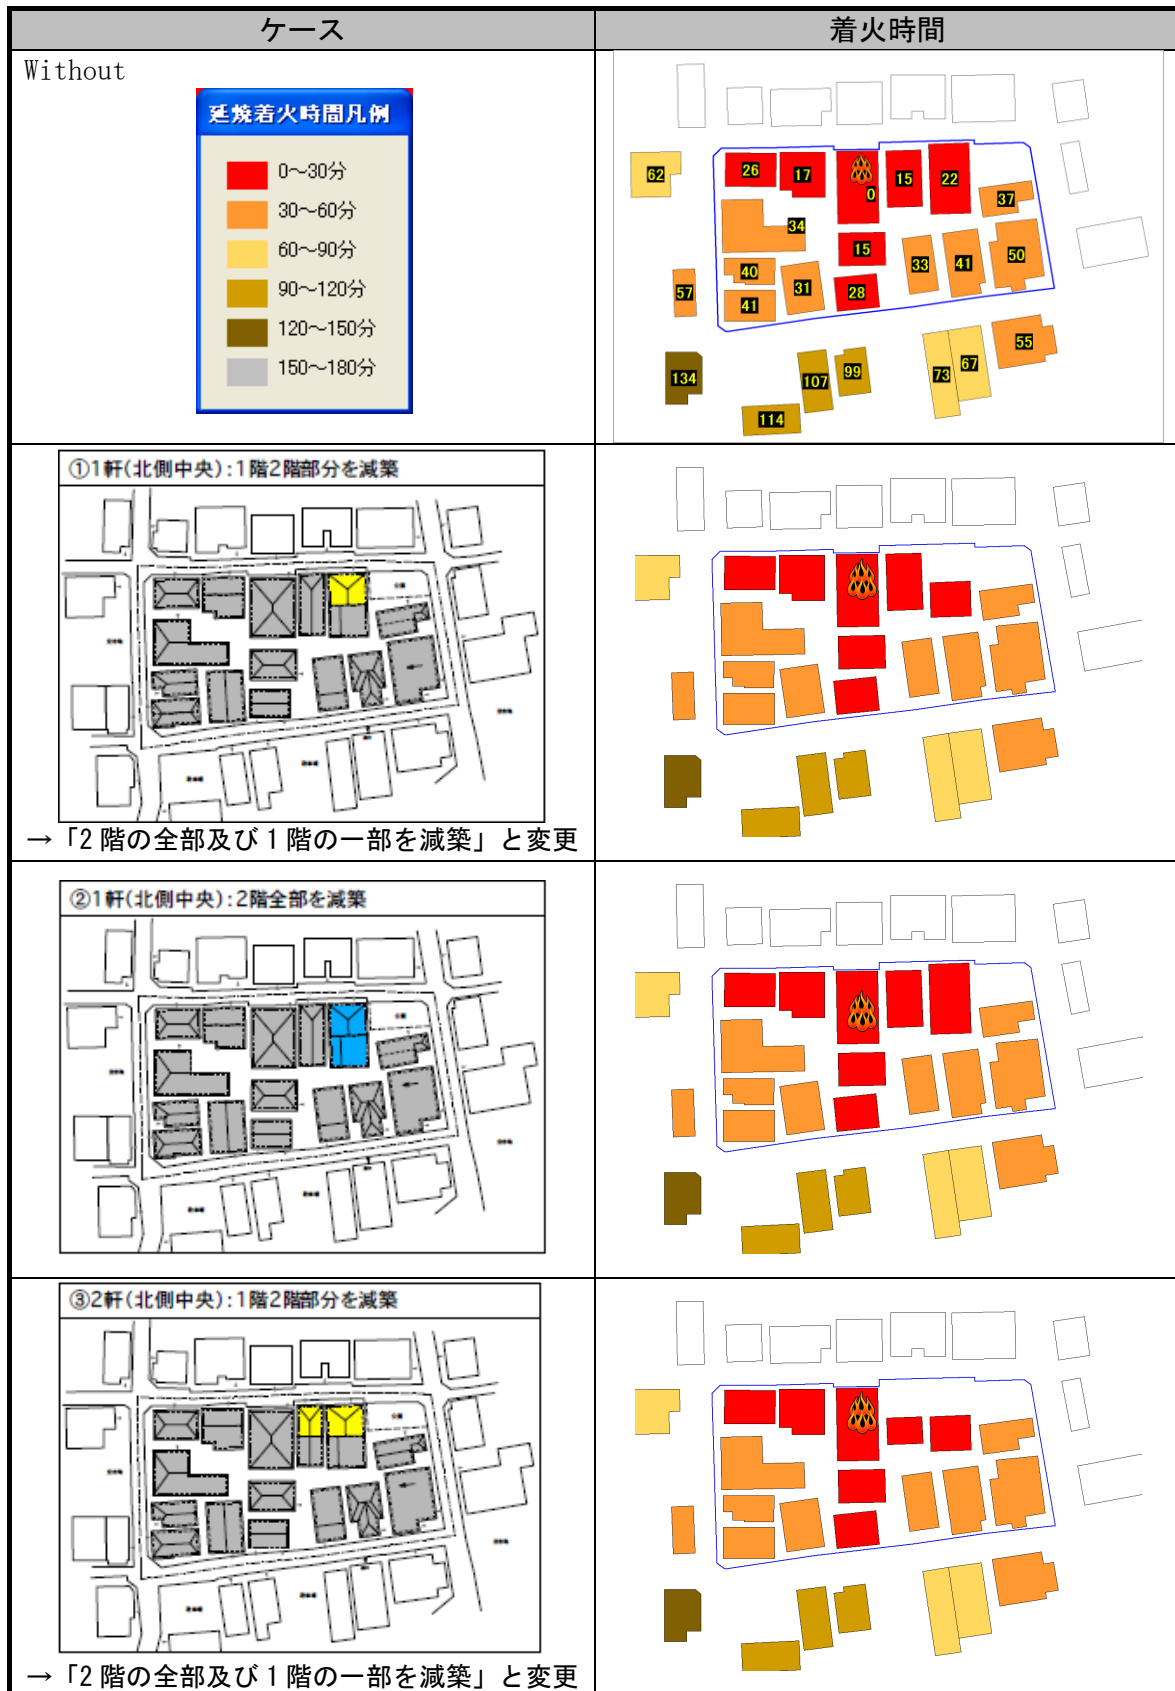 ケース
着火時間
Without
延焼着火時間凡例
0～30分
30～60分
60～90分
90～120分
120～150分
150～180分
62
26
17
0
15
22
37
34
15
33
41
50
40
31
28
57
41
55
134
107
99
73
67
114
①1軒(北側中央):1階2階部分を減築
→「2階の全部及び1階の一部を減築」と変更
②1軒(北側中央):2階全部を減築
③2軒(北側中央):1階2階部分を減築
→「2階の全部及び1階の一部を減築」と変更